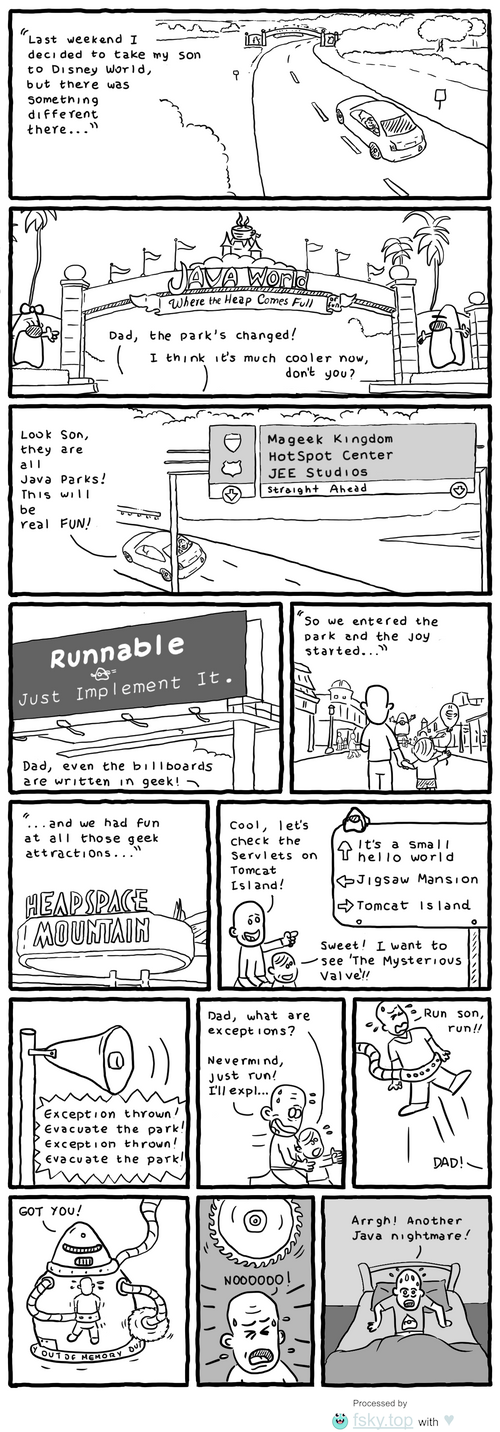 "Last weekend I
decided to take my son
to Disney World,
but there was
something
different
there..."
JAVA World
Where the Heap Comes Full
of fun
Dad, the park's changed!
I think it's much cooler now,
don't you?
Look Son,
they are
all
Java Parks!
This will
be
real FUN!
Mageek Kingdom
HotSpot Center
JEE Studios
Straight Ahead
Runnable
Just Implement It.
Dad, even the billboards
are written in geek!
"So we entered the
park and the joy
started..."
"...and we had fun
at all those geek
attractions..."
HEAPSPACE
MOUNTAIN
Cool, let's
check the
Servlets on
Tomcat
Island!
It's a small
hello world
Jigsaw Mansion
Tomcat Island
Sweet! I want to
see 'The Mysterious
Valve'!!
Exception thrown!
Evacuate the park!
Exception thrown!
Evacuate the park!
Dad, what are
exceptions?
Nevermind,
just run!
I'll expl...
Run son,
run!!
DAD!
GOT YOU!
Y OUT OF MEMORY OU
NOOOOOO!
Arrgh! Another
Java nightmare!
Processed by
fsky.top with ♥